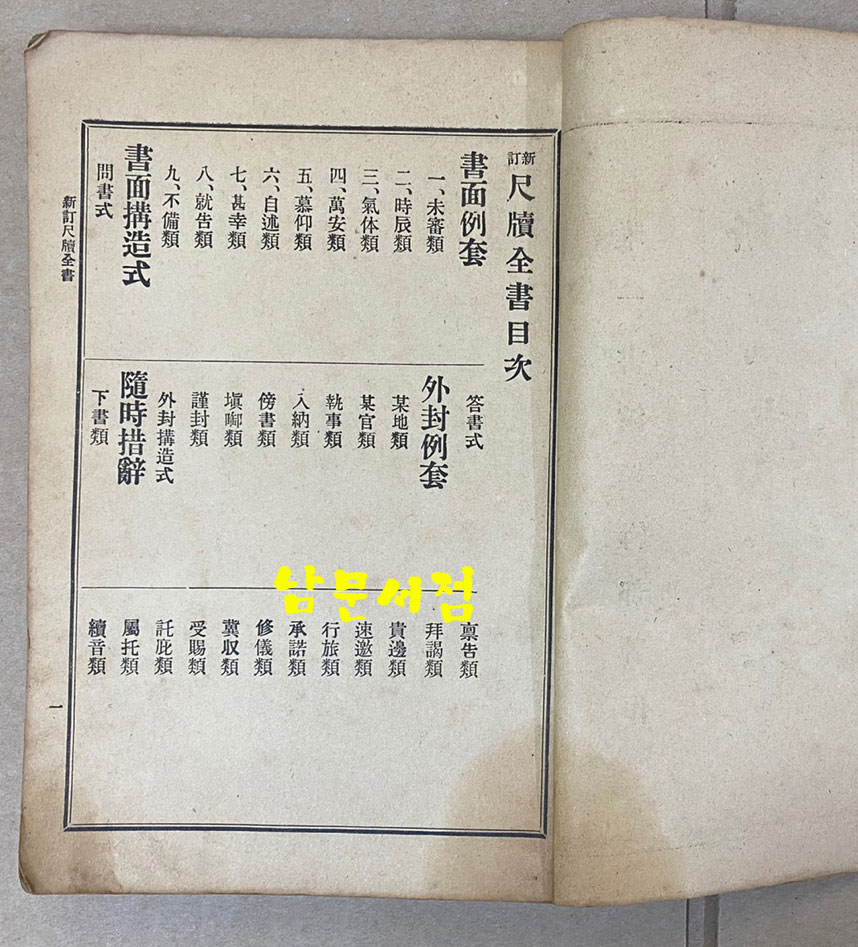 新訂尺牘全書目次
書面例套
一、未審類
二、時辰類
三、氣体類
四、萬安類
五、慕仰類
六、自述類
七、甚幸類
八、就告類
九、不備類
書面搆造式
問書式
答書式
外封例套
某地類
某官類
執事類
入納類
傍書類
塡啣類
謹封類
外封搆造式
隨時措辭
下書類
稟告類
拜謁類
貴邊類
速邀類
行旅類
承諾類
修儀類
冀収類
受賜類
託庇類
屬托類
續音類
新訂尺牘全書
一
남문서점